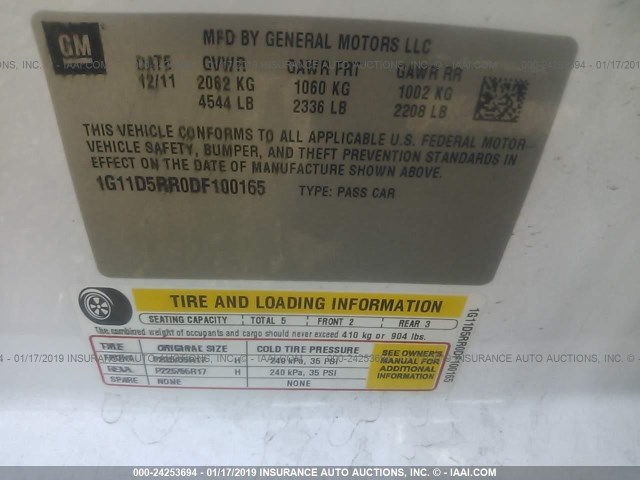 GM
MFD BY GENERAL MOTORS LLC
DATE GVWR GAWR FRT GAWR RR
12/11 2062 KG 1060 KG 1002 KG
4544 LB 2336 LB 2208 LB
THIS VEHICLE CONFORMS TO ALL APPLICABLE U.S. FEDERAL MOTOR
VEHICLE SAFETY, BUMPER, AND THEFT PREVENTION STANDARDS IN
EFFECT ON THE DATE OF MANUFACTURE SHOWN ABOVE.
1G11D5RR0DF100165 TYPE: PASS CAR
TIRE AND LOADING INFORMATION
SEATING CAPACITY TOTAL 5 FRONT 2 REAR 3
The combined weight of occupants and cargo should never exceed 410 kg or 904 lbs.
TIRE ORIGINAL SIZE COLD TIRE PRESSURE
FRONT H 240 kPa, 35 PSI
REAR H 240 kPa, 35 PSI
SPARE NONE NONE
SEE OWNER'S
MANUAL FOR
ADDITIONAL
INFORMATION
1G11D5RR0DF100165
000-24253694 - 01/17/2019 INSURANCE AUTO AUCTIONS, INC. - © - IAAI.COM